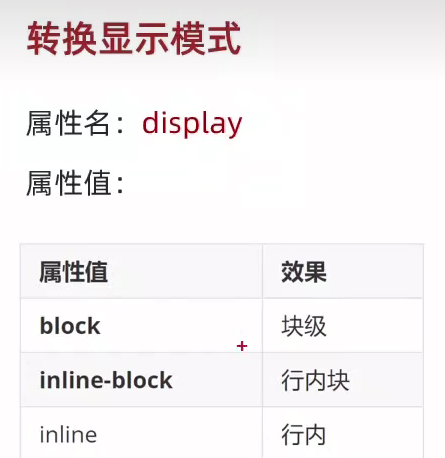 转换显示模式
属性名：display
属性值：
属性值 效果
block 块级
inline-block 行内块
inline 行内